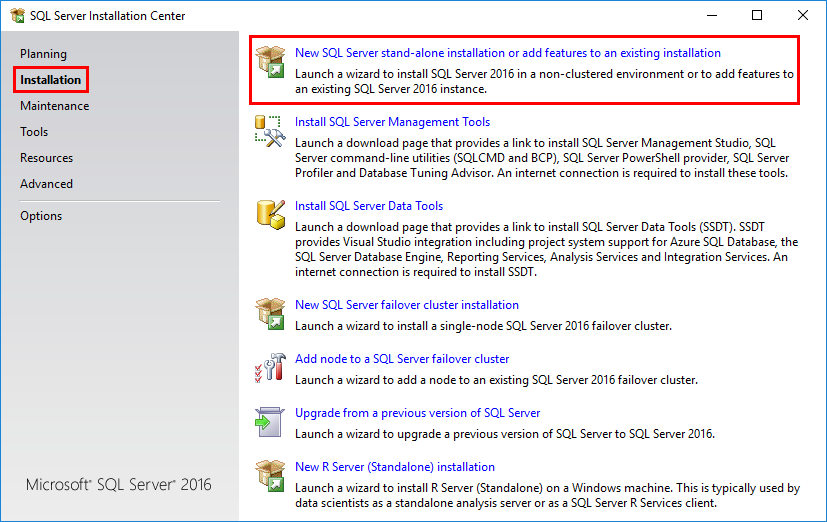 SQL Server Installation Center
Planning
Installation
Maintenance
Tools
Resources
Advanced
Options
Microsoft® SQL Server® 2016
New SQL Server stand-alone installation or add features to an existing installation
Launch a wizard to install SQL Server 2016 in a non-clustered environment or to add features to
an existing SQL Server 2016 instance.
Install SQL Server Management Tools
Launch a download page that provides a link to install SQL Server Management Studio, SQL
Server command-line utilities (SQLCMD and BCP), SQL Server PowerShell provider, SQL Server
Profiler and Database Tuning Advisor. An internet connection is required to install these tools.
Install SQL Server Data Tools
Launch a download page that provides a link to install SQL Server Data Tools (SSDT). SSDT
provides Visual Studio integration including project system support for Azure SQL Database, the
SQL Server Database Engine, Reporting Services, Analysis Services and Integration Services. An
internet connection is required to install SSDT.
New SQL Server failover cluster installation
Launch a wizard to install a single-node SQL Server 2016 failover cluster.
Add node to a SQL Server failover cluster
Launch a wizard to add a node to an existing SQL Server 2016 failover cluster.
Upgrade from a previous version of SQL Server
Launch a wizard to upgrade a previous version of SQL Server to SQL Server 2016.
New R Server (Standalone) installation
Launch a wizard to install R Server (Standalone) on a Windows machine. This is typically used by
data scientists as a standalone analysis server or as a SQL Server R Services client.